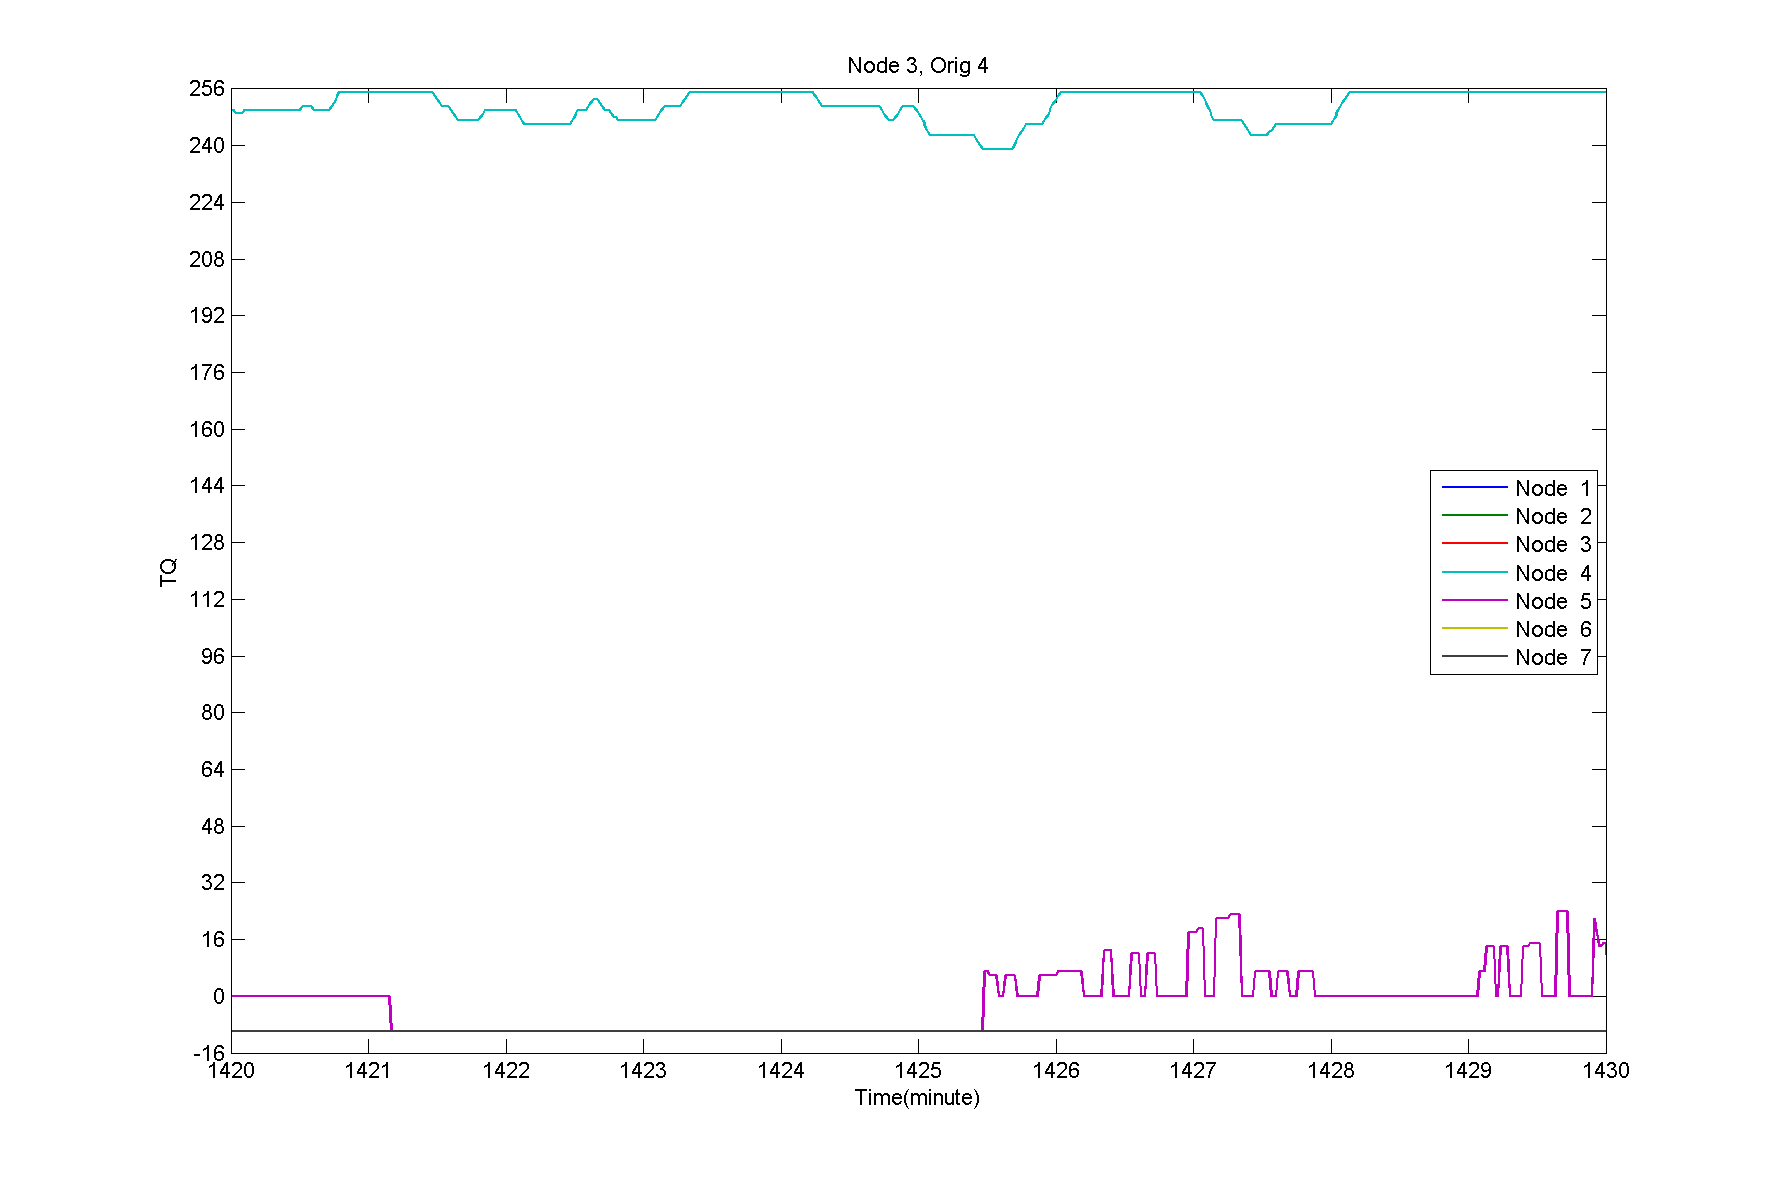 Node 3, Orig 4
256
240
224
208
192
176
160
144
128
112
96
80
64
48
32
16
0
-16
TQ
Node 1
Node 2
Node 3
Node 4
Node 5
Node 6
Node 7
1420 1421 1422 1423 1424 1425 1426 1427 1428 1429 1430
Time(minute)